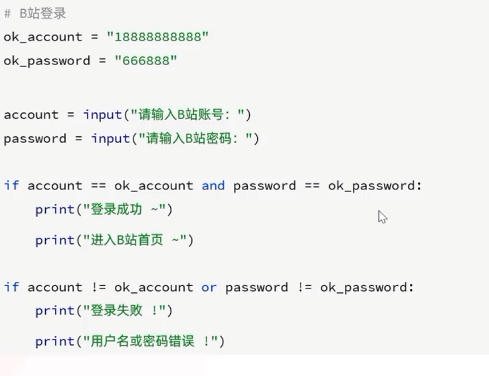 # B站登录
ok_account = "18888888888"
ok_password = "666888"
account = input("请输入B站账号：")
password = input("请输入B站密码：")
if account == ok_account and password == ok_password:
    print("登录成功 ~")
    print("进入B站首页 ~")
if account != ok_account or password != ok_password:
    print("登录失败 !")
    print("用户名或密码错误 !")